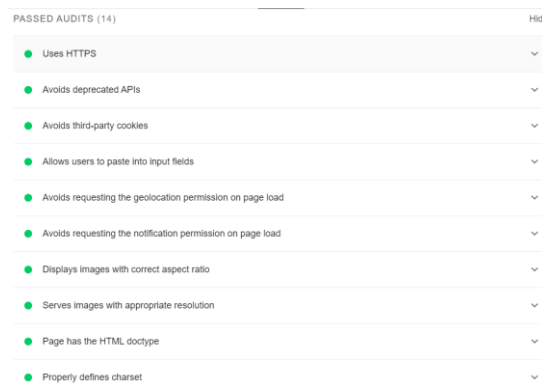 PASSED AUDITS (14) Hid
Uses HTTPS
Avoids deprecated APIs
Avoids third-party cookies
Allows users to paste into input fields
Avoids requesting the geolocation permission on page load
Avoids requesting the notification permission on page load
Displays images with correct aspect ratio
Serves images with appropriate resolution
Page has the HTML doctype
Properly defines charset